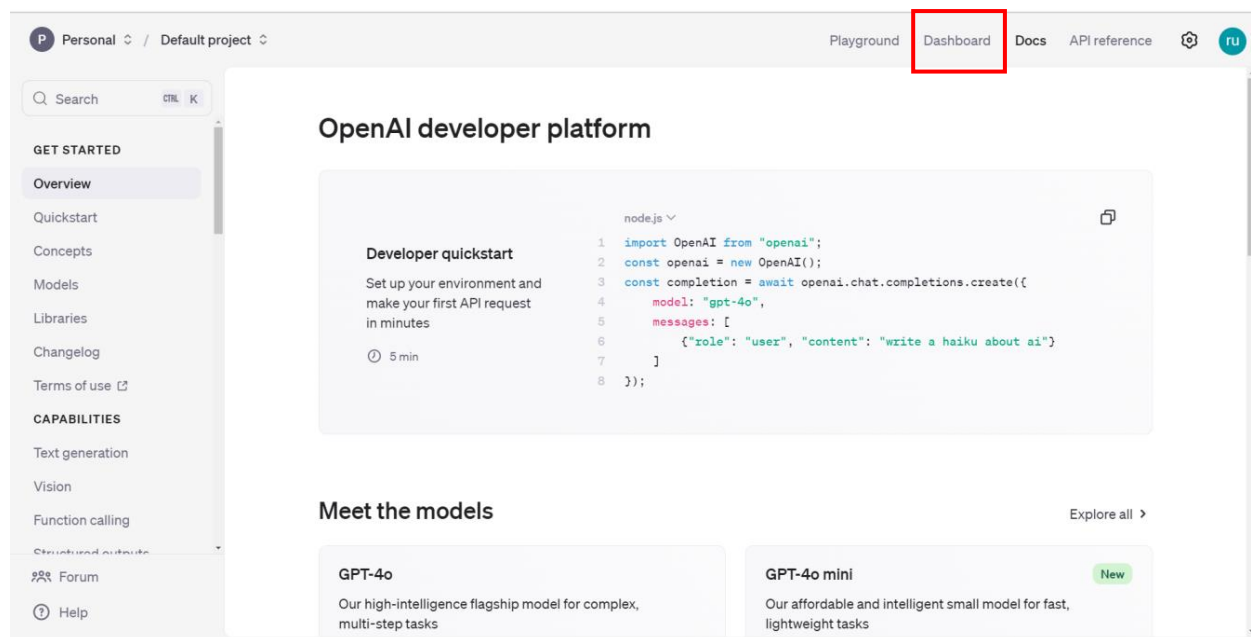 P Personal / Default project
Playground Dashboard Docs API reference ru
Search CTRL K
GET STARTED
Overview
Quickstart
Concepts
Models
Libraries
Changelog
Terms of use
CAPABILITIES
Text generation
Vision
Function calling
Structured outputs
Forum
Help
OpenAI developer platform
Developer quickstart
Set up your environment and
make your first API request
in minutes
5 min
node.js
1 import OpenAI from "openai";
2 const openai = new OpenAI();
3 const completion = await openai.chat.completions.create({
4 model: "gpt-4o",
5 messages: [
6 {"role": "user", "content": "write a haiku about ai"}
7 ]
8 });
Meet the models
Explore all
GPT-4o
Our high-intelligence flagship model for complex,
multi-step tasks
GPT-4o mini
New
Our affordable and intelligent small model for fast,
lightweight tasks